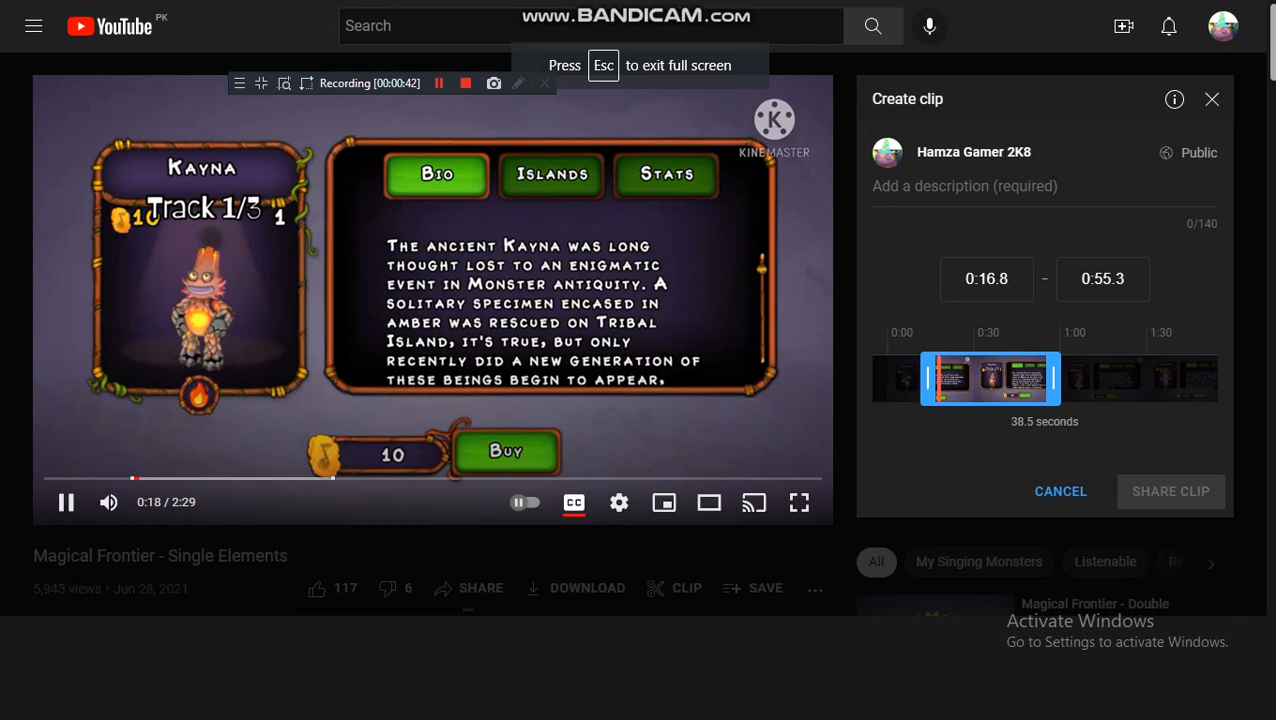 YouTube PK
Search
www.BANDICAM.com
Press Esc to exit full screen
Recording [00:00:42]
K
KINEMASTER
KAYNA
Track 1/3
1
BIO
ISLANDS
STATS
THE ANCIENT KAYNA WAS LONG
THOUGHT LOST TO AN ENIGMATIC
EVENT IN MONSTER ANTIQUITY. A
SOLITARY SPECIMEN ENCASED IN
AMBER WAS RESCUED ON TRIBAL
ISLAND, IT'S TRUE, BUT ONLY
RECENTLY DID A NEW GENERATION OF
THESE BEINGS BEGIN TO APPEAR,
10
BUY
0:18 / 2:29
CC
Magical Frontier - Single Elements
5,943 views • Jun 28, 2021
117
6
SHARE
DOWNLOAD
CLIP
SAVE
Create clip
Hamza Gamer 2K8
Public
Add a description (required)
0/140
0:16.8 – 0:55.3
0:00
0:30
1:00
1:30
38.5 seconds
CANCEL
SHARE CLIP
All
My Singing Monsters
Listenable
Magical Frontier - Double
Activate Windows
Go to Settings to activate Windows.